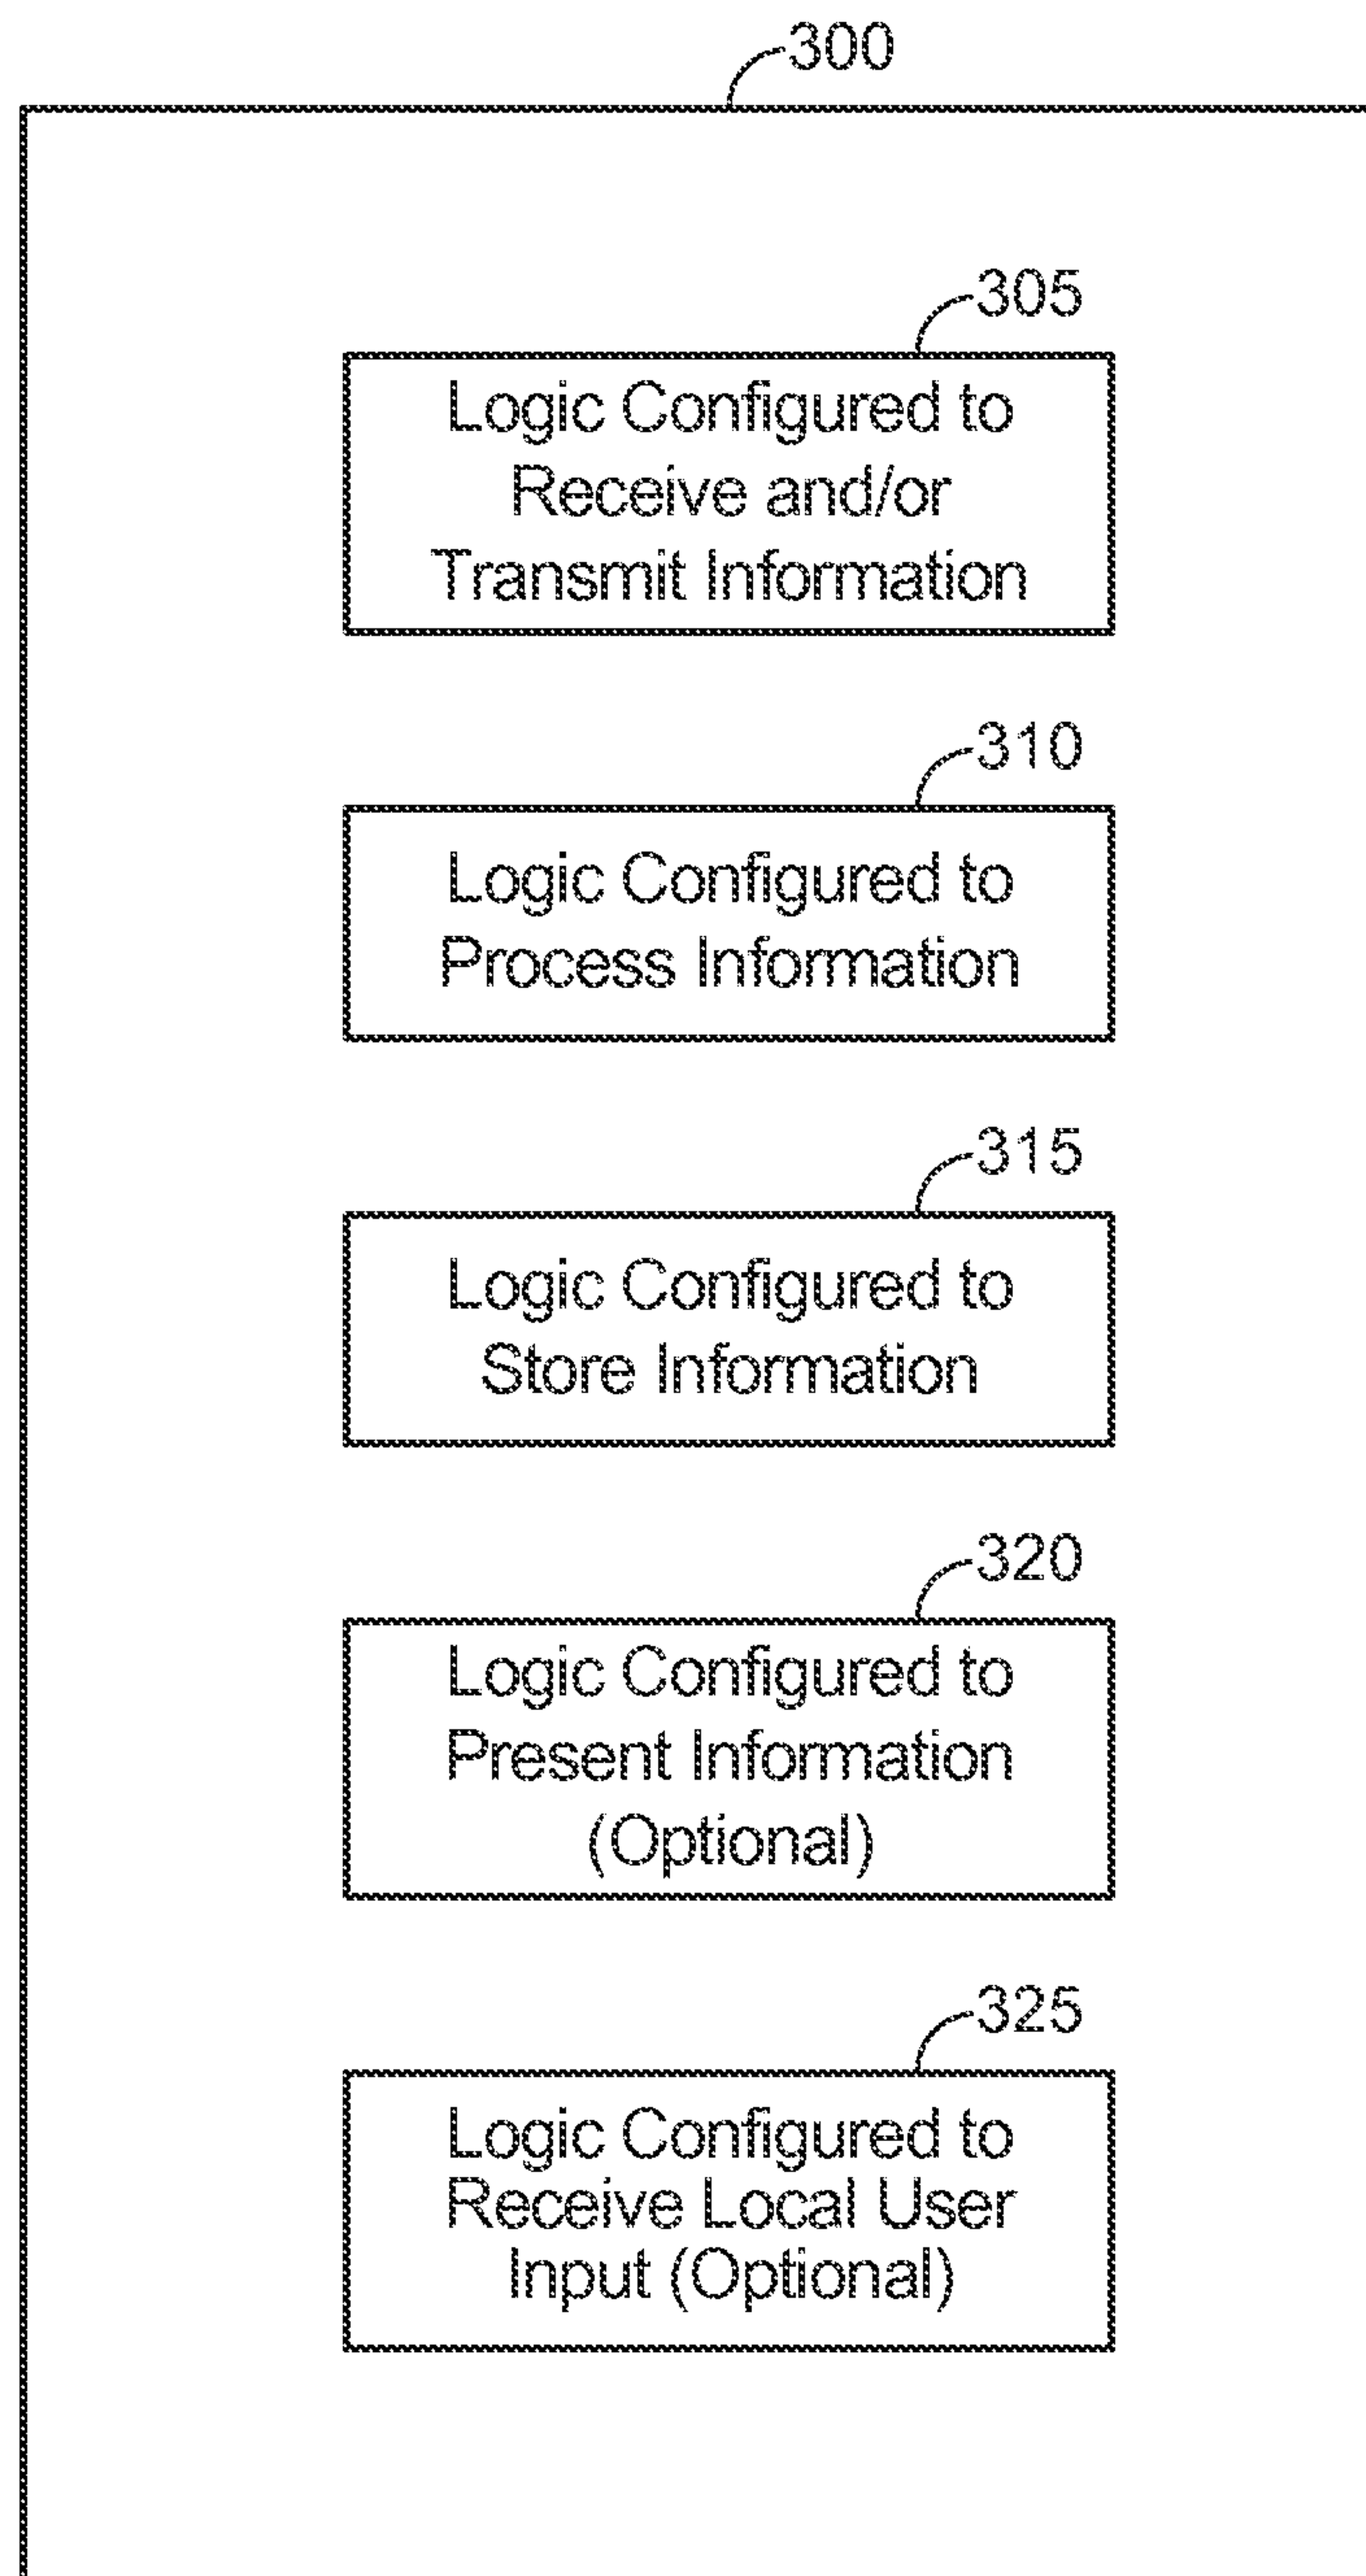 300
305
Logic Configured to
Receive and/or
Transmit Information
310
Logic Configured to
Process Information
315
Logic Configured to
Store Information
320
Logic Configured to
Present Information
(Optional)
325
Logic Configured to
Receive Local User
Input (Optional)